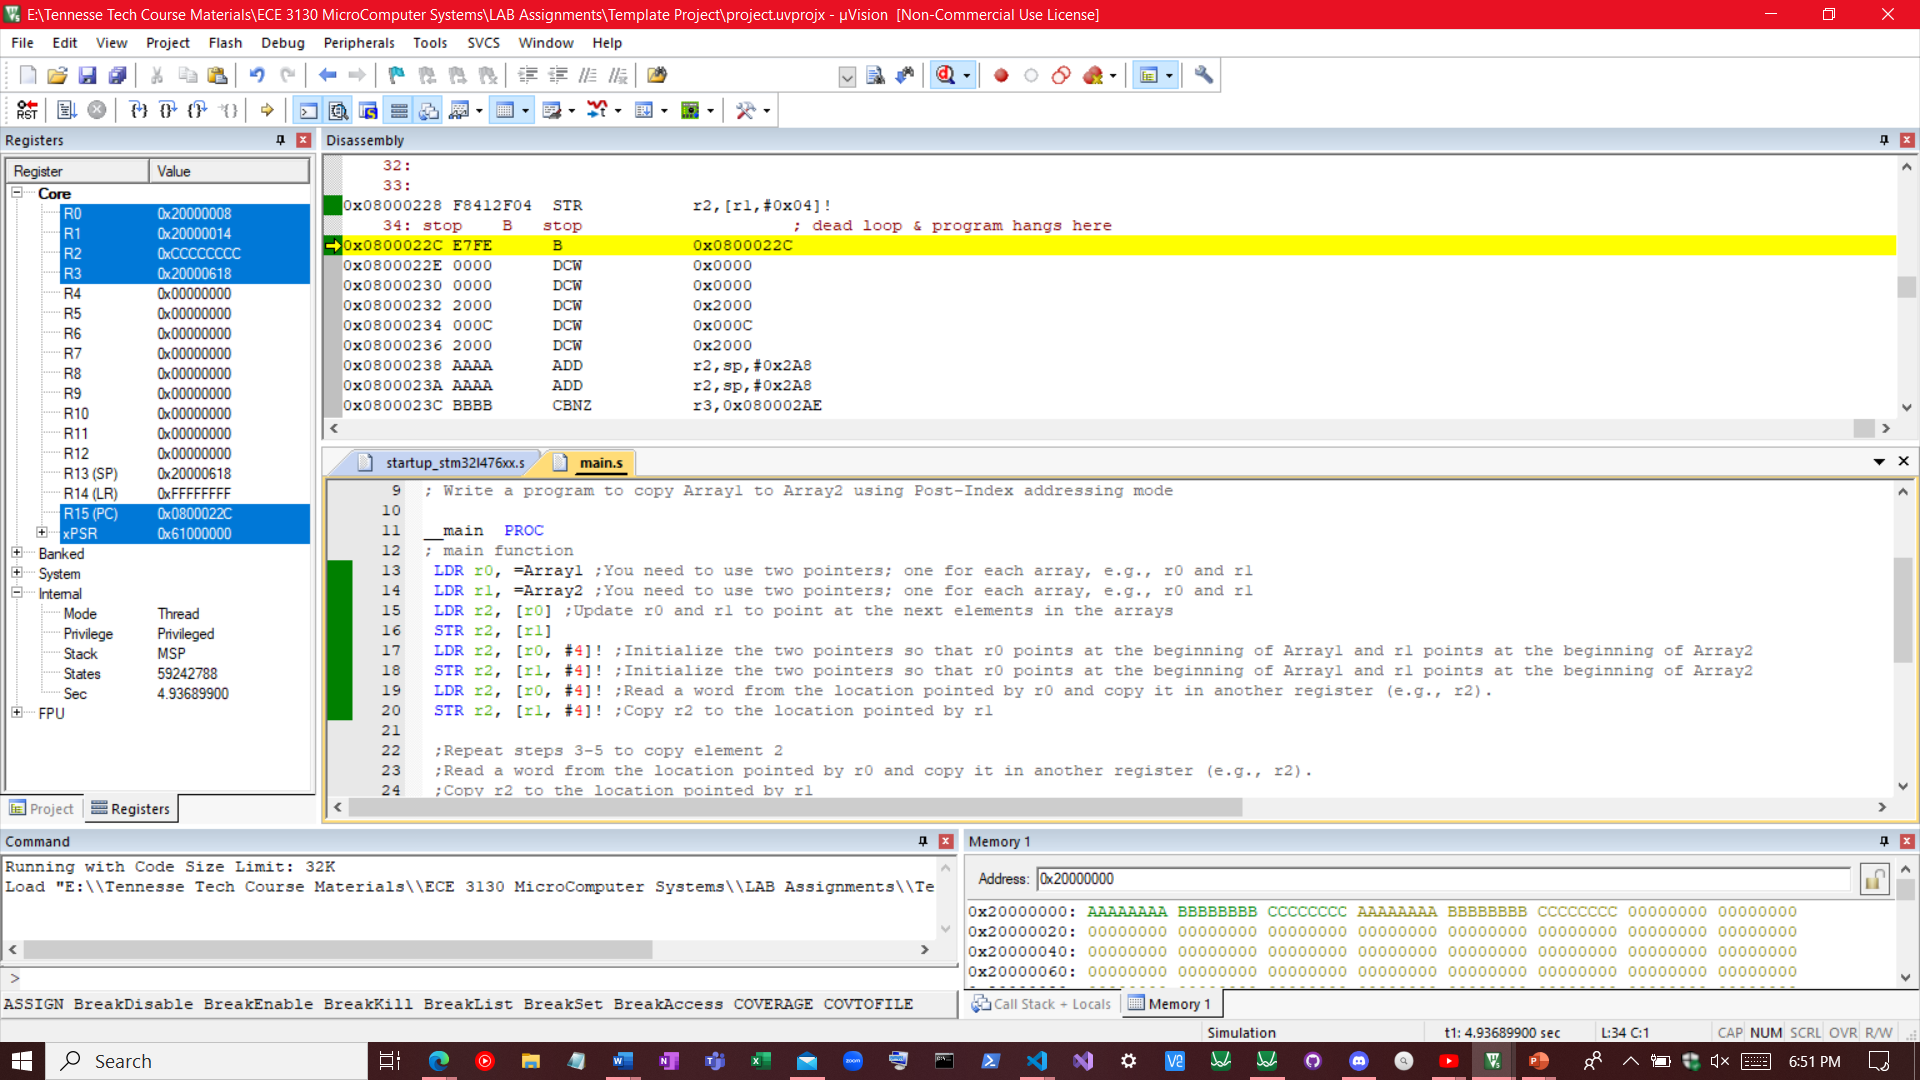 E:\Tennesse Tech Course Materials\ECE 3130 MicroComputer Systems\LAB Assignments\Template Project\project.uvprojx - µVision  [Non-Commercial Use License]
File Edit View Project Flash Debug Peripherals Tools SVCS Window Help
Registers
Register Value
Core
R0 0x20000008
R1 0x20000014
R2 0xCCCCCCCC
R3 0x20000618
R4 0x00000000
R5 0x00000000
R6 0x00000000
R7 0x00000000
R8 0x00000000
R9 0x00000000
R10 0x00000000
R11 0x00000000
R12 0x00000000
R13 (SP) 0x20000618
R14 (LR) 0xFFFFFFFF
R15 (PC) 0x0800022C
xPSR 0x61000000
Banked
System
Internal
Mode Thread
Privilege Privileged
Stack MSP
States 59242788
Sec 4.93689900
FPU
Project Registers
Disassembly
32:
33:
0x08000228 F8412F04 STR r2,[r1,#0x04]!
34: stop B stop ; dead loop & program hangs here
0x0800022C E7FE B 0x0800022C
0x0800022E 0000 DCW 0x0000
0x08000230 0000 DCW 0x0000
0x08000232 2000 DCW 0x2000
0x08000234 000C DCW 0x000C
0x08000236 2000 DCW 0x2000
0x08000238 AAAA ADD r2,sp,#0x2A8
0x0800023A AAAA ADD r2,sp,#0x2A8
0x0800023C BBBB CBNZ r3,0x080002AE
startup_stm32l476xx.s main.s
9 ; Write a program to copy Array1 to Array2 using Post-Index addressing mode
10
11 __main PROC
12 ; main function
13 LDR r0, =Array1 ;You need to use two pointers; one for each array, e.g., r0 and r1
14 LDR r1, =Array2 ;You need to use two pointers; one for each array, e.g., r0 and r1
15 LDR r2, [r0] ;Update r0 and r1 to point at the next elements in the arrays
16 STR r2, [r1]
17 LDR r2, [r0, #4]! ;Initialize the two pointers so that r0 points at the beginning of Array1 and r1 points at the beginning of Array2
18 STR r2, [r1, #4]! ;Initialize the two pointers so that r0 points at the beginning of Array1 and r1 points at the beginning of Array2
19 LDR r2, [r0, #4]! ;Read a word from the location pointed by r0 and copy it in another register (e.g., r2).
20 STR r2, [r1, #4]! ;Copy r2 to the location pointed by r1
21
22 ;Repeat steps 3-5 to copy element 2
23 ;Read a word from the location pointed by r0 and copy it in another register (e.g., r2).
24 ;Copy r2 to the location pointed by r1
Command
Running with Code Size Limit: 32K
Load "E:\\Tennesse Tech Course Materials\\ECE 3130 MicroComputer Systems\\LAB Assignments\\Te
>
ASSIGN BreakDisable BreakEnable BreakKill BreakList BreakSet BreakAccess COVERAGE COVTOFILE
Memory 1
Address: 0x20000000
0x20000000: AAAAAAAA BBBBBBBB CCCCCCCC AAAAAAAA BBBBBBBB CCCCCCCC 00000000 00000000
0x20000020: 00000000 00000000 00000000 00000000 00000000 00000000 00000000 00000000
0x20000040: 00000000 00000000 00000000 00000000 00000000 00000000 00000000 00000000
0x20000060: 00000000 00000000 00000000 00000000 00000000 00000000 00000000 00000000
Call Stack + Locals Memory 1
Simulation t1: 4.93689900 sec L:34 C:1 CAP NUM SCRL OVR R/W
Search 6:51 PM